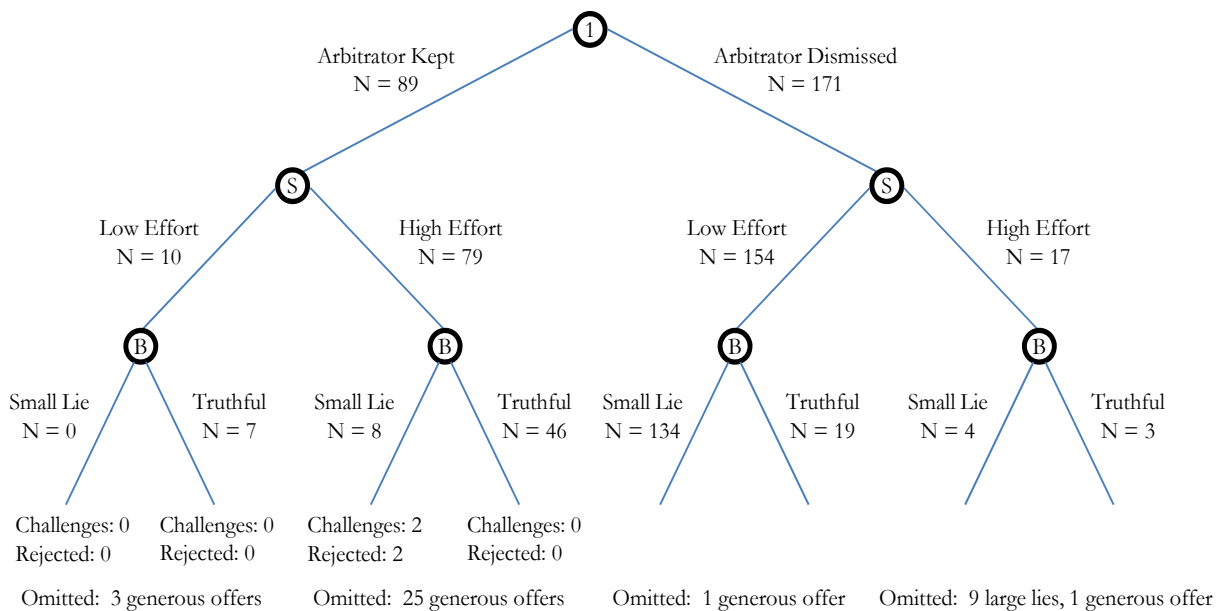 1
Arbitrator Kept
N = 89
Arbitrator Dismissed
N = 171
S
S
Low Effort
N = 10
High Effort
N = 79
Low Effort
N = 154
High Effort
N = 17
B
B
B
B
Small Lie
N = 0
Truthful
N = 7
Small Lie
N = 8
Truthful
N = 46
Small Lie
N = 134
Truthful
N = 19
Small Lie
N = 4
Truthful
N = 3
Challenges: 0
Rejected: 0
Challenges: 0
Rejected: 0
Challenges: 2
Rejected: 2
Challenges: 0
Rejected: 0
Omitted: 3 generous offers
Omitted: 25 generous offers
Omitted: 1 generous offer
Omitted: 9 large lies, 1 generous offer